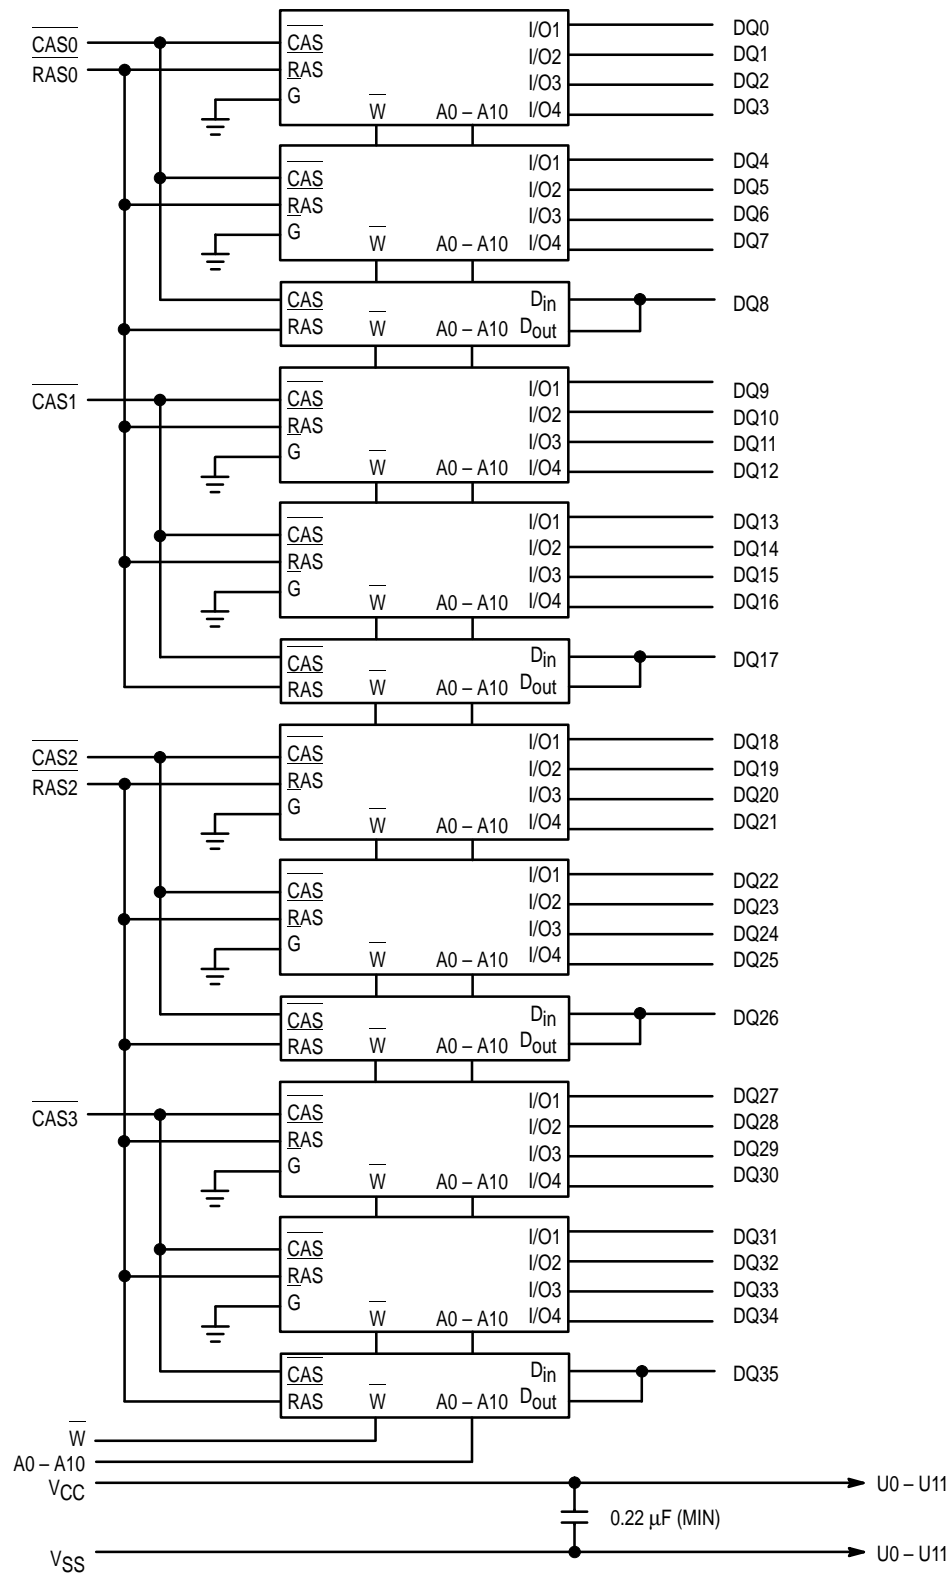 CAS0
RAS0
CAS
RAS
G
W
A0 – A10
I/O1
I/O2
I/O3
I/O4
DQ0
DQ1
DQ2
DQ3
CAS
RAS
G
W
A0 – A10
I/O1
I/O2
I/O3
I/O4
DQ4
DQ5
DQ6
DQ7
CAS
RAS
W
A0 – A10
Din
Dout
DQ8
CAS1
CAS
RAS
G
W
A0 – A10
I/O1
I/O2
I/O3
I/O4
DQ9
DQ10
DQ11
DQ12
CAS
RAS
G
W
A0 – A10
I/O1
I/O2
I/O3
I/O4
DQ13
DQ14
DQ15
DQ16
CAS
RAS
W
A0 – A10
Din
Dout
DQ17
CAS2
RAS2
CAS
RAS
G
W
A0 – A10
I/O1
I/O2
I/O3
I/O4
DQ18
DQ19
DQ20
DQ21
CAS
RAS
G
W
A0 – A10
I/O1
I/O2
I/O3
I/O4
DQ22
DQ23
DQ24
DQ25
CAS
RAS
W
A0 – A10
Din
Dout
DQ26
CAS3
CAS
RAS
G
W
A0 – A10
I/O1
I/O2
I/O3
I/O4
DQ27
DQ28
DQ29
DQ30
CAS
RAS
G
W
A0 – A10
I/O1
I/O2
I/O3
I/O4
DQ31
DQ32
DQ33
DQ34
CAS
RAS
W
A0 – A10
Din
Dout
DQ35
W
A0 – A10
VCC
U0 – U11
0.22 µF (MIN)
VSS
U0 – U11